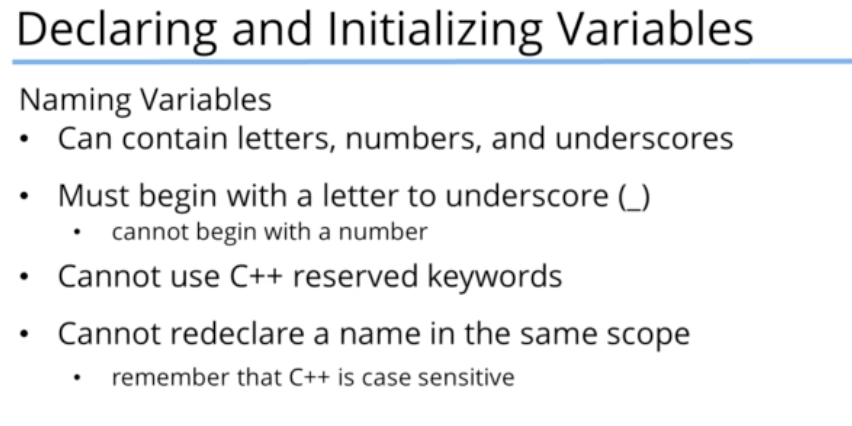 Declaring and Initializing Variables
Naming Variables
• Can contain letters, numbers, and underscores
• Must begin with a letter to underscore (_)
• cannot begin with a number
• Cannot use C++ reserved keywords
• Cannot redeclare a name in the same scope
• remember that C++ is case sensitive